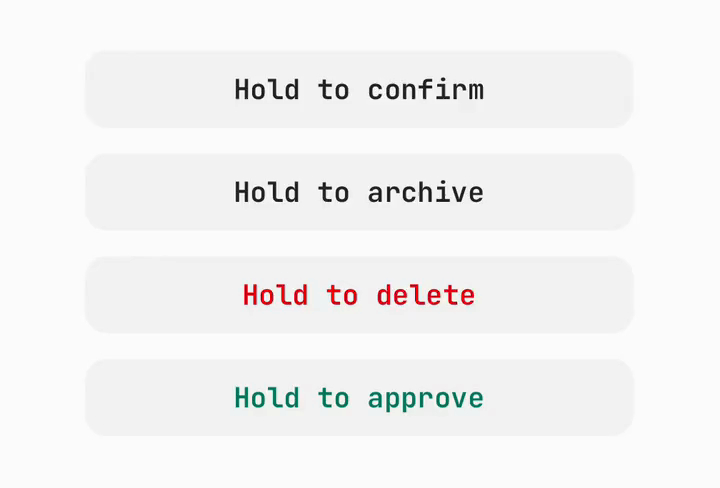 Hold to confirm
Hold to archive
Hold to delete
Hold to approve